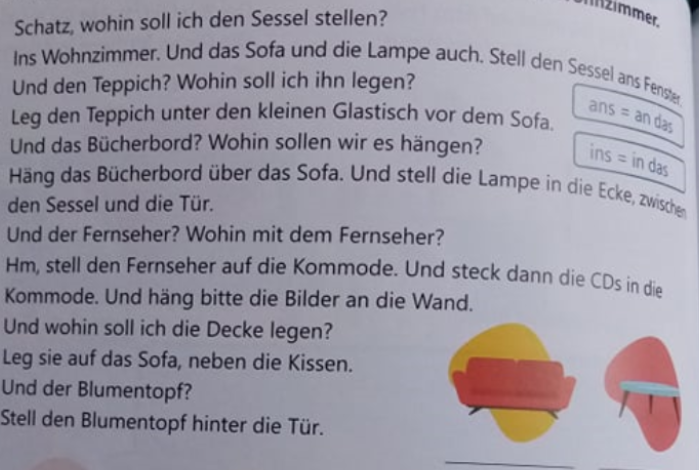 Wohnzimmer.
Schatz, wohin soll ich den Sessel stellen?
Ins Wohnzimmer. Und das Sofa und die Lampe auch. Stell den Sessel ans Fenster.
Und den Teppich? Wohin soll ich ihn legen?
Leg den Teppich unter den kleinen Glastisch vor dem Sofa.
ans = an das
Und das Bücherbord? Wohin sollen wir es hängen?
ins = in das
Häng das Bücherbord über das Sofa. Und stell die Lampe in die Ecke, zwischen
den Sessel und die Tür.
Und der Fernseher? Wohin mit dem Fernseher?
Hm, stell den Fernseher auf die Kommode. Und steck dann die CDs in die
Kommode. Und häng bitte die Bilder an die Wand.
Und wohin soll ich die Decke legen?
Leg sie auf das Sofa, neben die Kissen.
Und der Blumentopf?
Stell den Blumentopf hinter die Tür.